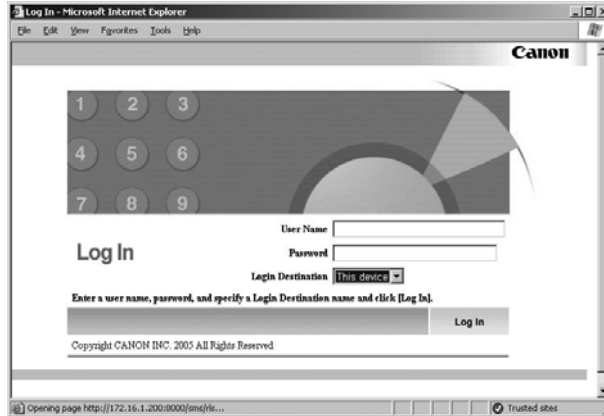 Log In - Microsoft Internet Explorer
File Edit View Favorites Tools Help
Canon
1 2 3
4 5 6
7 8 9
Log In
User Name
Password
Login Destination This device
Enter a user name, password, and specify a Login Destination name and click [Log In].
Log In
Copyright CANON INC. 2005 All Rights Reserved
Opening page http://172.16.1.200:8000/sms/rls... Trusted sites